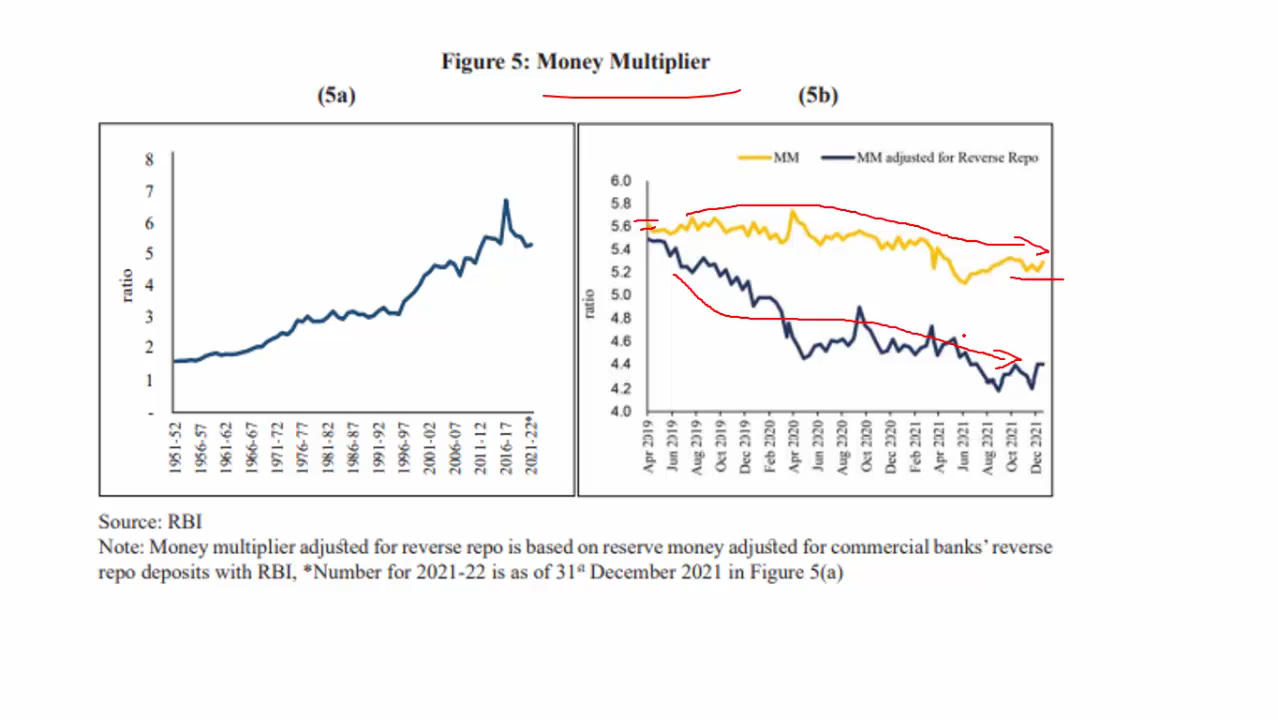 Figure 5: Money Multiplier
(5a)
(5b)
8
7
6
5
4
3
2
1
-
ratio
1951-52
1956-57
1961-62
1966-67
1971-72
1976-77
1981-82
1986-87
1991-92
1996-97
2001-02
2006-07
2011-12
2016-17
2021-22*
MM
MM adjusted for Reverse Repo
6.0
5.8
5.6
5.4
5.2
5.0
4.8
4.6
4.4
4.2
4.0
ratio
Apr 2019
Jun 2019
Aug 2019
Oct 2019
Dec 2019
Feb 2020
Apr 2020
Jun 2020
Aug 2020
Oct 2020
Dec 2020
Feb 2021
Apr 2021
Jun 2021
Aug 2021
Oct 2021
Dec 2021
Source: RBI
Note: Money multiplier adjusted for reverse repo is based on reserve money adjusted for commercial banks’ reverse
repo deposits with RBI, *Number for 2021-22 is as of 31st December 2021 in Figure 5(a)